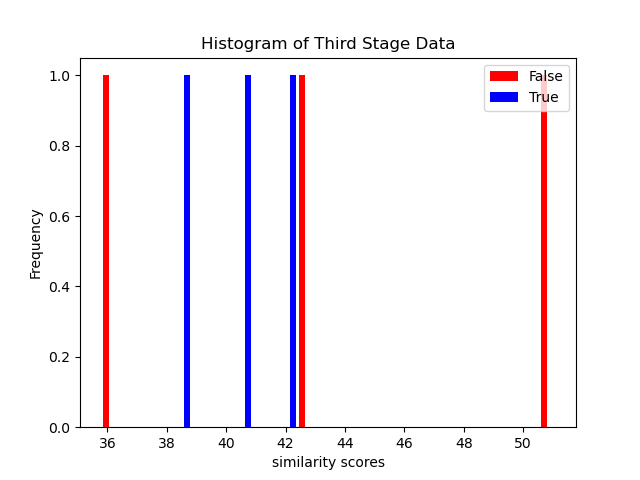 Histogram of Third Stage Data
False
True
1.0
0.8
0.6
0.4
0.2
0.0
Frequency
36 38 40 42 44 46 48 50
similarity scores